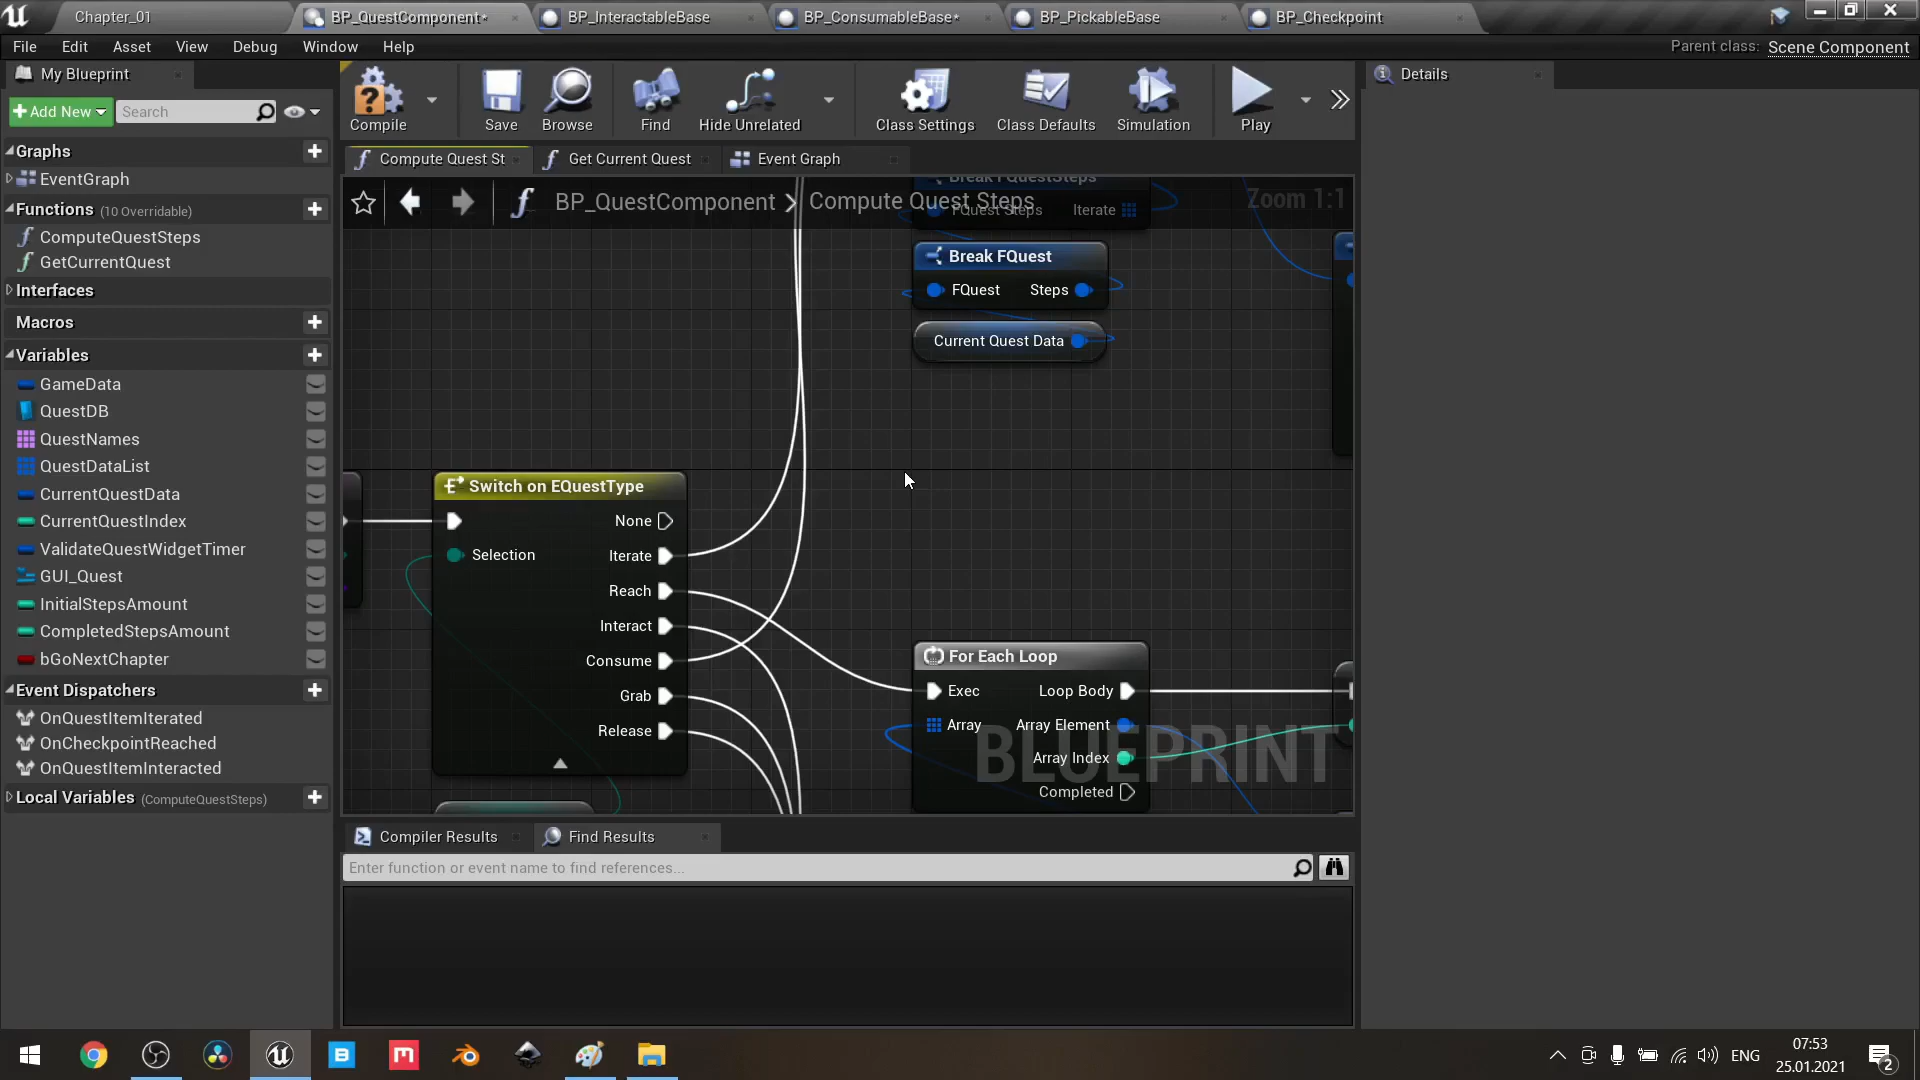 Chapter_01
BP_QuestComponent*
BP_InteractableBase
BP_ConsumableBase*
BP_PickableBase
BP_Checkpoint
File Edit Asset View Debug Window Help
Parent class: Scene Component
My Blueprint
Details
Add New
Search
Compile
Save
Browse
Find
Hide Unrelated
Class Settings
Class Defaults
Simulation
Play
Compute Quest St
Get Current Quest
Event Graph
BP_QuestComponent > Compute Quest Steps
Zoom 1:1
Graphs
EventGraph
Functions (10 Overridable)
ComputeQuestSteps
GetCurrentQuest
Interfaces
Macros
Variables
GameData
QuestDB
QuestNames
QuestDataList
CurrentQuestData
CurrentQuestIndex
ValidateQuestWidgetTimer
GUI_Quest
InitialStepsAmount
CompletedStepsAmount
bGoNextChapter
Event Dispatchers
OnQuestItemIterated
OnCheckpointReached
OnQuestItemInteracted
Local Variables (ComputeQuestSteps)
Break FQuestSteps
FQuest Steps Iterate
Break FQuest
FQuest Steps
Current Quest Data
Switch on EQuestType
None
Selection
Iterate
Reach
Interact
Consume
Grab
Release
For Each Loop
Exec Loop Body
Array Array Element
Array Index
Completed
BLUEPRINT
Compiler Results
Find Results
Enter function or event name to find references...
ENG
07:53
25.01.2021
2